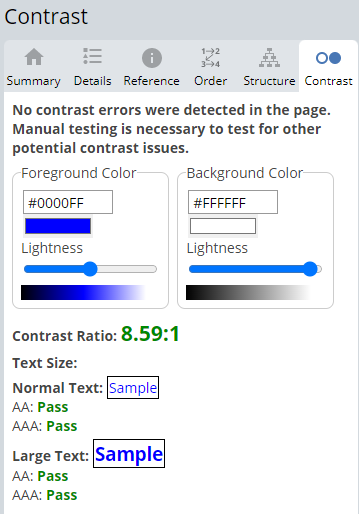 Contrast
Summary Details Reference Order Structure Contrast
No contrast errors were detected in the page.
Manual testing is necessary to test for other
potential contrast issues.
Foreground Color Background Color
#0000FF #FFFFFF
Lightness Lightness
Contrast Ratio: 8.59:1
Text Size:
Normal Text: Sample
AA: Pass
AAA: Pass
Large Text: Sample
AA: Pass
AAA: Pass